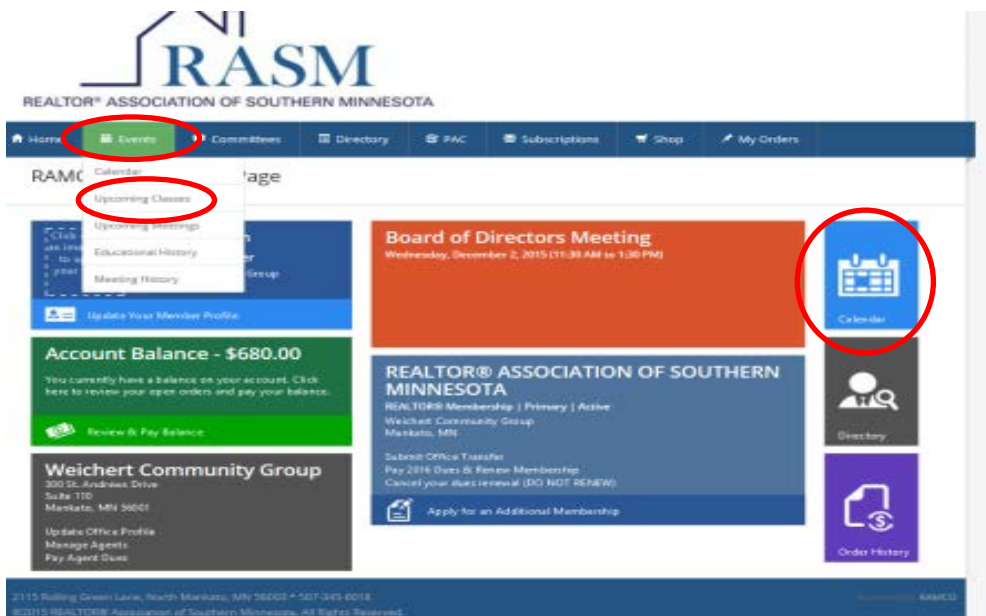 RASM
REALTOR® ASSOCIATION OF SOUTHERN MINNESOTA
Home Events Committees Directory PAC Subscriptions Shop My Orders
Calendar
Upcoming Classes
Upcoming Meetings
Educational History
Meeting History
Click
Group
Update Your Member Profile
Board of Directors Meeting
Wednesday, December 2, 2015 (11:30 AM to 1:30 PM)
Calendar
Account Balance - $680.00
You currently have a balance on your account. Click
here to review your open orders and pay your balance.
Review & Pay Balance
REALTOR® ASSOCIATION OF SOUTHERN
MINNESOTA
REALTOR® Membership | Primary | Active
Weichert Community Group
Mankato, MN
Submit Office Transfer
Pay 2016 Dues & Renew Membership
Cancel your dues renewal (DO NOT RENEW)
Apply for an Additional Membership
Directory
Weichert Community Group
300 St. Andrews Drive
Suite 110
Mankato, MN 56001
Update Office Profile
Manage Agents
Pay Agent Dues
Order History
2115 Rolling Green Lane, North Mankato, MN 56003 • 507-345-6018
©2015 REALTOR® Association of Southern Minnesota. All Rights Reserved.
RAMCO